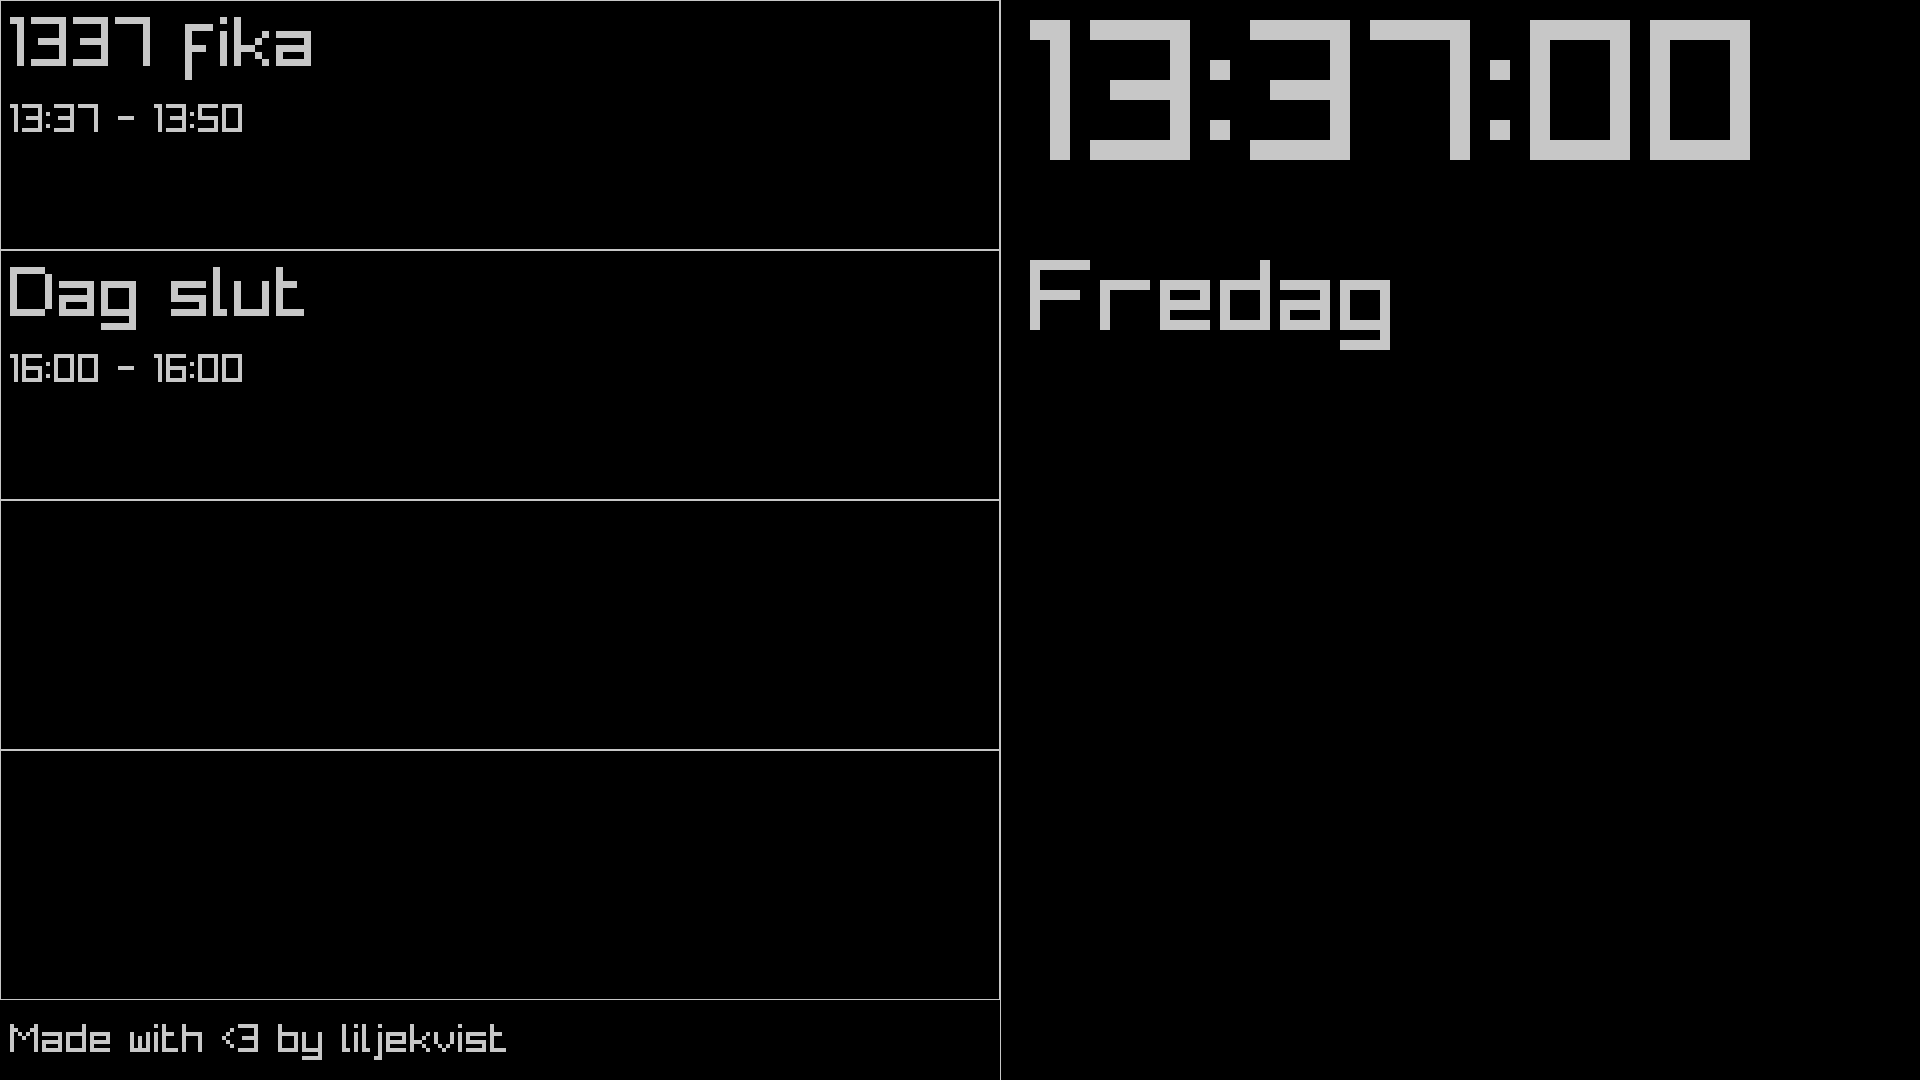 1337 fika
13:37 - 13:50
Dag slut
16:00 - 16:00
Made with <3 by liljekvist
13:37:00
Fredag